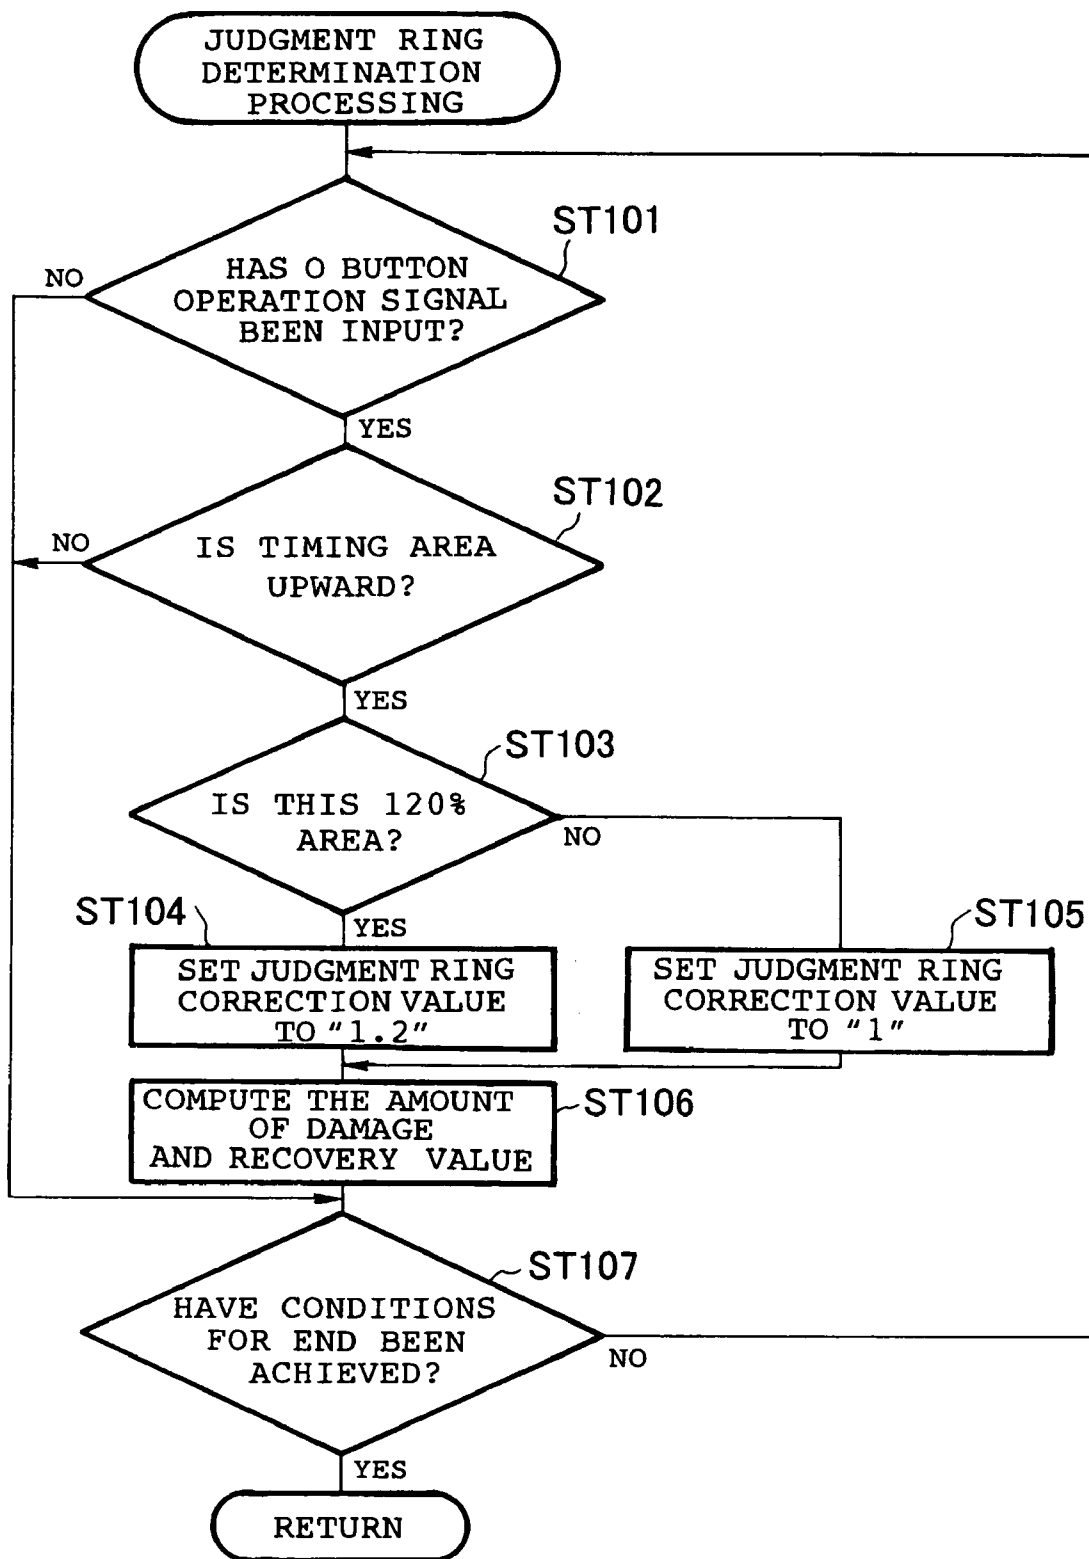 JUDGMENT RING
DETERMINATION
PROCESSING
ST101
NO
HAS O BUTTON
OPERATION SIGNAL
BEEN INPUT?
YES
ST102
NO
IS TIMING AREA
UPWARD?
YES
ST103
IS THIS 120%
AREA?
NO
YES
ST104
SET JUDGMENT RING
CORRECTION VALUE
TO "1.2"
ST105
SET JUDGMENT RING
CORRECTION VALUE
TO "1"
COMPUTE THE AMOUNT
OF DAMAGE
AND RECOVERY VALUE
ST106
ST107
HAVE CONDITIONS
FOR END BEEN
ACHIEVED?
NO
YES
RETURN